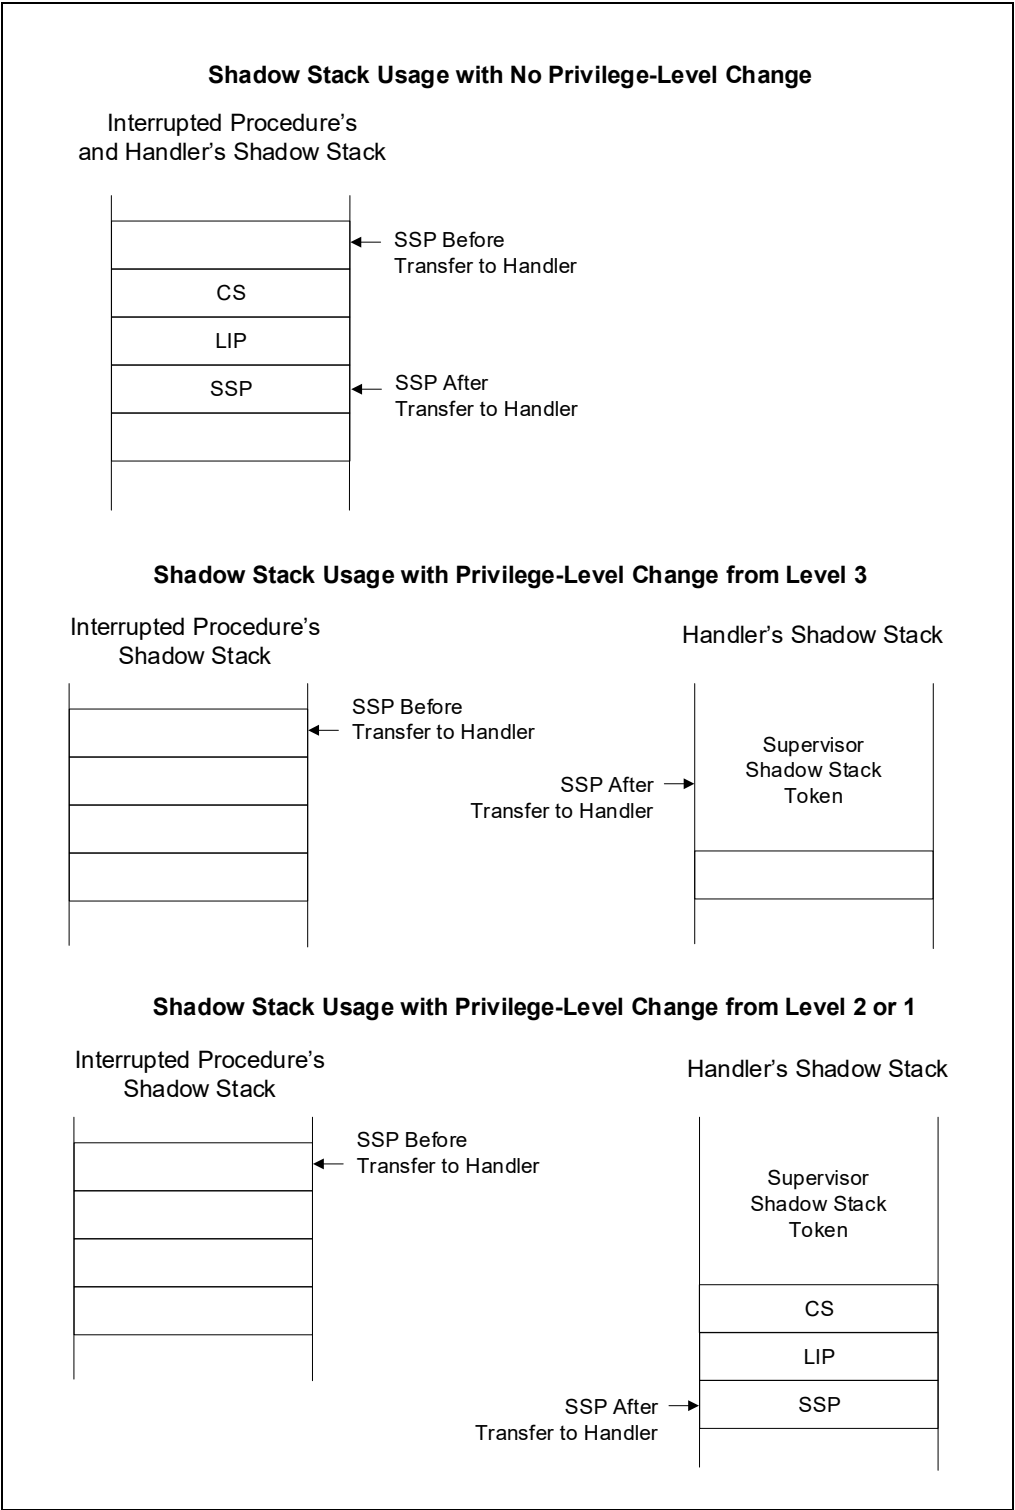 Shadow Stack Usage with No Privilege-Level Change
Interrupted Procedure’s
and Handler’s Shadow Stack
SSP Before
Transfer to Handler
CS
LIP
SSP
SSP After
Transfer to Handler
Shadow Stack Usage with Privilege-Level Change from Level 3
Interrupted Procedure’s
Shadow Stack
Handler’s Shadow Stack
SSP Before
Transfer to Handler
Supervisor
Shadow Stack
Token
SSP After
Transfer to Handler
Shadow Stack Usage with Privilege-Level Change from Level 2 or 1
Interrupted Procedure’s
Shadow Stack
Handler’s Shadow Stack
SSP Before
Transfer to Handler
Supervisor
Shadow Stack
Token
CS
LIP
SSP
SSP After
Transfer to Handler